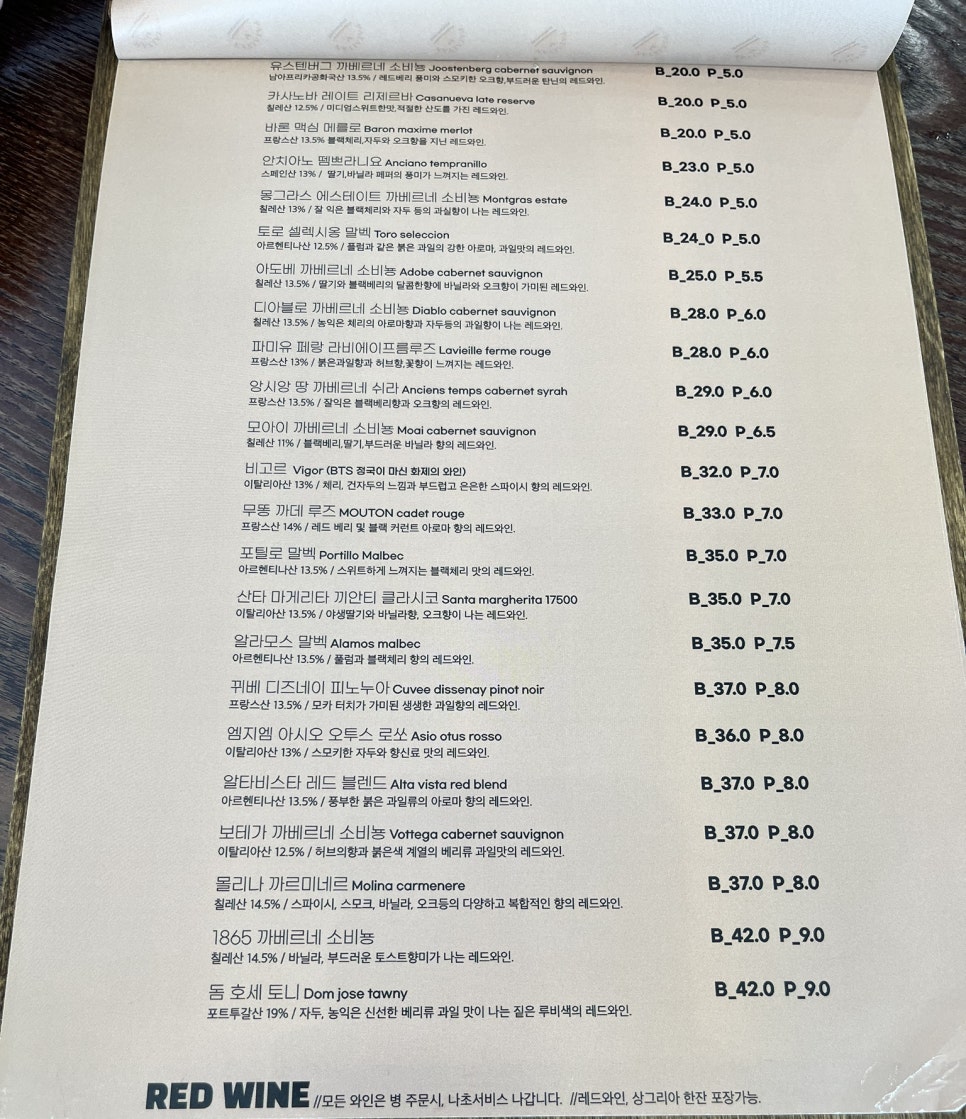 유스텐버그 까베르네 소비뇽 Joostenberg cabernet sauvignon B_20.0 P_5.0
남아프리카공화국산 13.5% / 레드베리 풍미와 스모키한 오크향,부드러운 탄닌의 레드와인.
카사노바 레이트 리제르바 Casanueva late reserve B_20.0 P_5.0
칠레산 12.5% / 미디엄스위트한맛,적절한 산도를 가진 레드와인.
바론 맥심 메를로 Baron maxime merlot B_20.0 P_5.0
프랑스산 13.5% 블랙체리,자두와 오크향을 지닌 레드와인.
안치아노 뗌쁘라니요 Anciano tempranillo B_23.0 P_5.0
스페인산 13% / 딸기,바닐라 페퍼의 풍미가 느껴지는 레드와인.
몽그라스 에스테이트 까베르네 소비뇽 Montgras estate B_24.0 P_5.0
칠레산 13% / 잘 익은 블랙체리와 자두 등의 과실향이 나는 레드와인.
토로 셀렉시옹 말벡 Toro seleccion B_24_0 P_5.0
아르헨티나산 12.5% / 플럼과 같은 붉은 과일의 강한 아로마, 과일맛의 레드와인.
아도베 까베르네 소비뇽 Adobe cabernet sauvignon B_25.0 P_5.5
칠레산 13.5% / 딸기와 블랙베리의 달콤한향에 바닐라와 오크향이 가미된 레드와인.
디아블로 까베르네 소비뇽 Diablo cabernet sauvignon B_28.0 P_6.0
칠레산 13.5% / 농익은 체리의 아로마향과 자두등의 과일향이 나는 레드와인.
파미유 페랑 라비에이프름루즈 Lavieille ferme rouge B_28.0 P_6.0
프랑스산 13% / 붉은과일향과 허브향,꽃향이 느껴지는 레드와인.
앙시앙 땅 까베르네 쉬라 Anciens temps cabernet syrah B_29.0 P_6.0
프랑스산 13.5% / 잘익은 블랙베리향과 오크향의 레드와인.
모아이 까베르네 소비뇽 Moai cabernet sauvignon B_29.0 P_6.5
칠레산 11% / 블랙베리,딸기,부드러운 바닐라 향의 레드와인.
비고르 Vigor (BTS 정국이 마신 화제의 와인) B_32.0 P_7.0
이탈리아산 13% / 체리, 건자두의 느낌과 부드럽고 은은한 스파이시 향의 레드와인.
무똥 까데 루즈 MOUTON cadet rouge B_33.0 P_7.0
프랑스산 14% / 레드 베리 및 블랙 커런트 아로마 향의 레드와인.
포틸로 말벡 Portillo Malbec B_35.0 P_7.0
아르헨티나산 13.5% / 스위트하게 느껴지는 블랙체리 맛의 레드와인.
산타 마게리타 끼안티 클라시코 Santa margherita 17500 B_35.0 P_7.0
이탈리아산 13.5% / 야생딸기와 바닐라향, 오크향이 나는 레드와인.
알라모스 말벡 Alamos malbec B_35.0 P_7.5
아르헨티나산 13.5% / 풀럼과 블랙체리 향의 레드와인.
뀌베 디즈네이 피노누아 Cuvee dissenay pinot noir B_37.0 P_8.0
프랑스산 13.5% / 모카 터치가 가미된 생생한 과일향의 레드와인.
엠지엠 아시오 오투스 로쏘 Asio otus rosso B_36.0 P_8.0
이탈리아산 13% / 스모키한 자두와 향신료 맛의 레드와인.
알타비스타 레드 블렌드 Alta vista red blend B_37.0 P_8.0
아르헨티나산 13.5% / 풍부한 붉은 과일류의 아로마 향의 레드와인.
보테가 까베르네 소비뇽 Vottega cabernet sauvignon B_37.0 P_8.0
이탈리아산 12.5% / 허브의향과 붉은색 계열의 베리류 과일맛의 레드와인.
몰리나 까르미네르 Molina carmenere B_37.0 P_8.0
칠레산 14.5% / 스파이시, 스모크, 바닐라, 오크등의 다양하고 복합적인 향의 레드와인.
1865 까베르네 소비뇽 B_42.0 P_9.0
칠레산 14.5% / 바닐라, 부드러운 토스트향미가 나는 레드와인.
돔 호세 토니 Dom jose tawny B_42.0 P_9.0
포트투갈산 19% / 자두, 농익은 신선한 베리류 과일 맛이 나는 짙은 루비색의 레드와인.
RED WINE //모든 와인은 병 주문시, 나초서비스 나갑니다. //레드와인, 상그리아 한잔 포장가능.